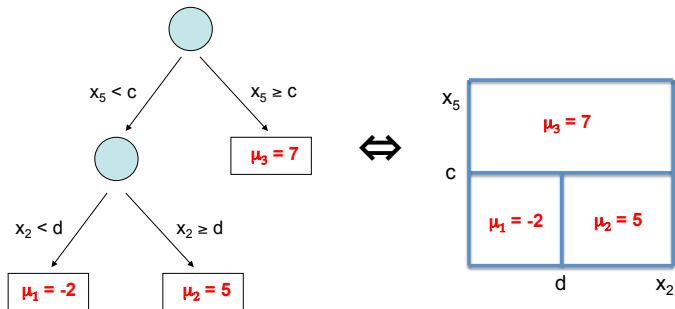 x₅ < c
x₅ ≥ c
μ₃ = 7
x₂ < d
x₂ ≥ d
μ₁ = -2
μ₂ = 5
⇔
x₅
μ₃ = 7
c
μ₁ = -2
μ₂ = 5
d
x₂